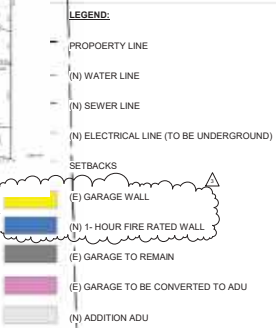 LEGEND:
PROPOERTY LINE
(N) WATER LINE
(N) SEWER LINE
(N) ELECTRICAL LINE (TO BE UNDERGROUND)
SETBACKS
3
(E) GARAGE WALL
(N) 1- HOUR FIRE RATED WALL
(E) GARAGE TO REMAIN
(E) GARAGE TO BE CONVERTED TO ADU
(N) ADDITION ADU